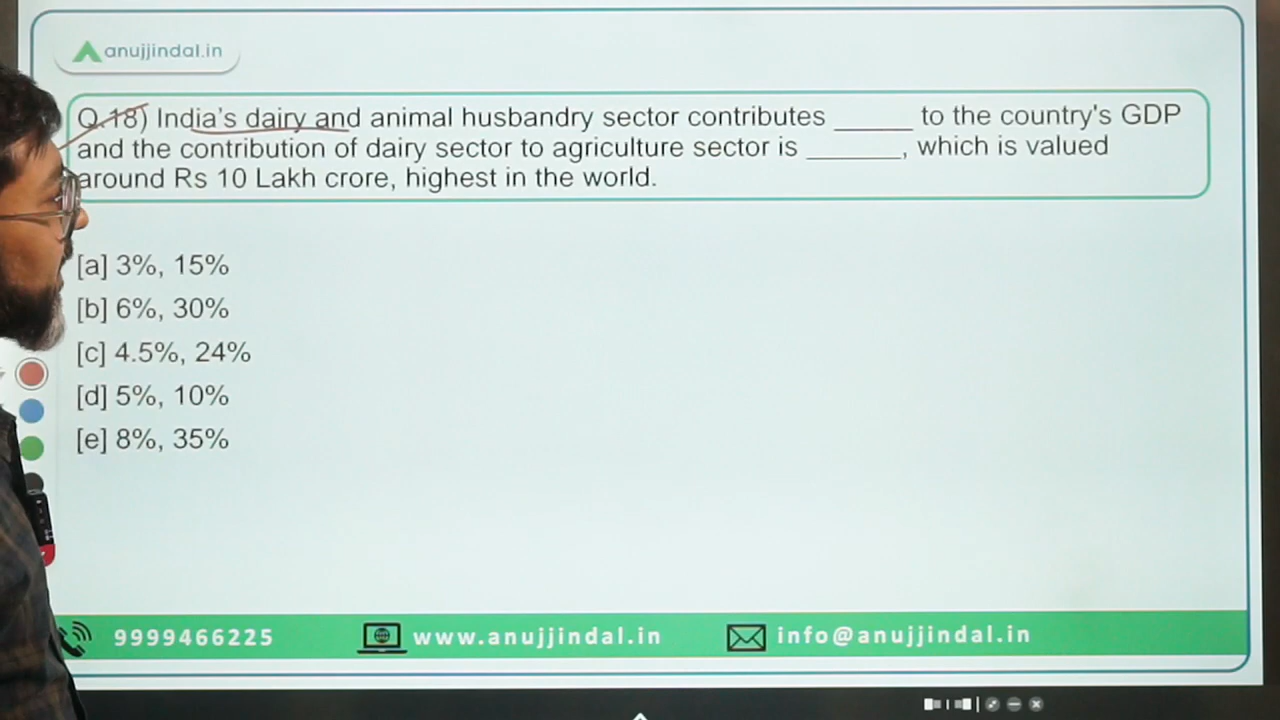 anujjindal.in
Q.18) India's dairy and animal husbandry sector contributes _____ to the country's GDP
and the contribution of dairy sector to agriculture sector is ______, which is valued
around Rs 10 Lakh crore, highest in the world.
[a] 3%, 15%
[b] 6%, 30%
[c] 4.5%, 24%
[d] 5%, 10%
[e] 8%, 35%
9999466225 www.anujjindal.in info@anujjindal.in